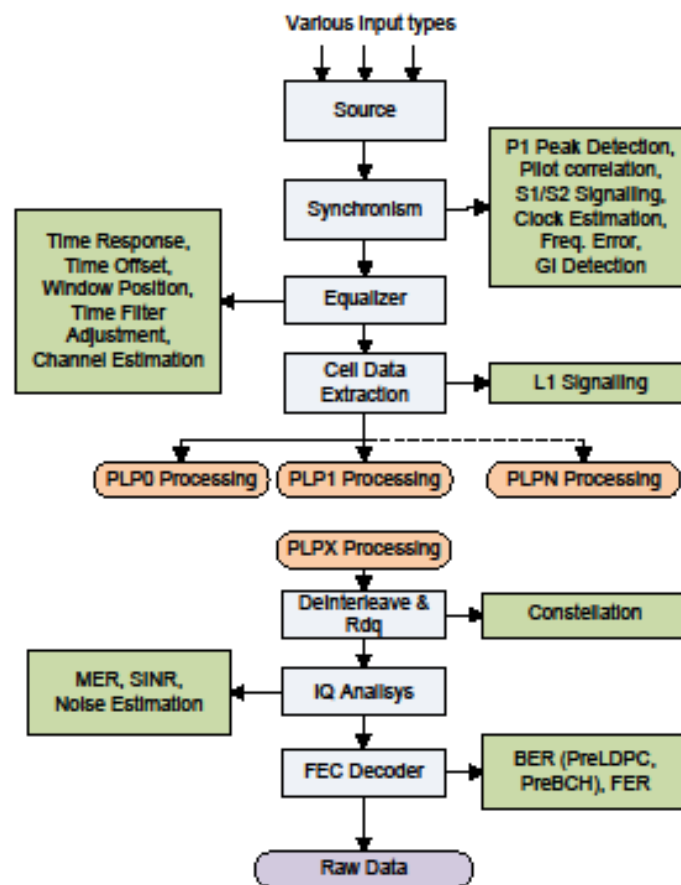 Various Input types
Source
P1 Peak Detection,
Pilot correlation,
S1/S2 Signalling,
Clock Estimation,
Freq. Error,
GI Detection
Synchronism
Time Response,
Time Offset,
Window Position,
Time Filter
Adjustment,
Channel Estimation
Equalizer
Cell Data
Extraction
L1 Signalling
PLP0 Processing
PLP1 Processing
PLPN Processing
PLPX Processing
DeInterleave &
Rdq
Constellation
MER, SINR,
Noise Estimation
IQ Analisys
FEC Decoder
BER (PreLDPC,
PreBCH), FER
Raw Data